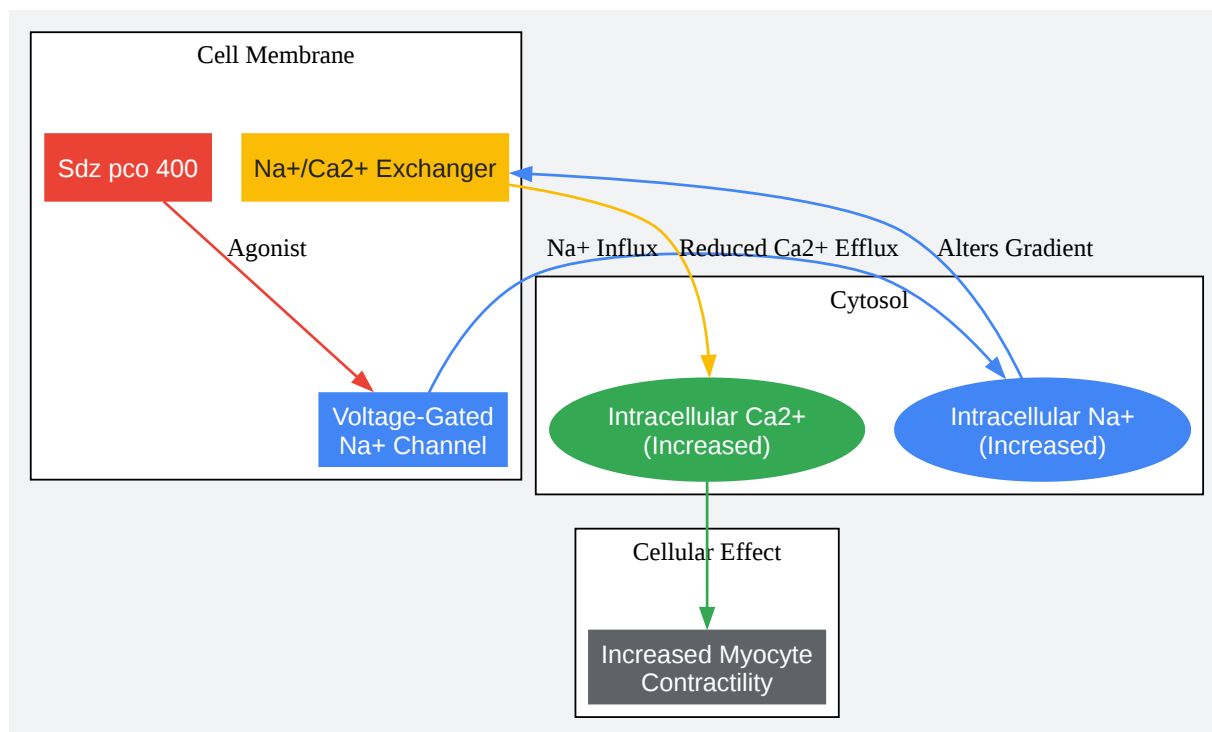 Cell Membrane
Sdz pco 400
Na+/Ca2+ Exchanger
Agonist
Na+ Influx
Reduced Ca2+ Efflux
Alters Gradient
Cytosol
Voltage-Gated
Na+ Channel
Intracellular Ca2+
(Increased)
Intracellular Na+
(Increased)
Cellular Effect
Increased Myocyte
Contractility